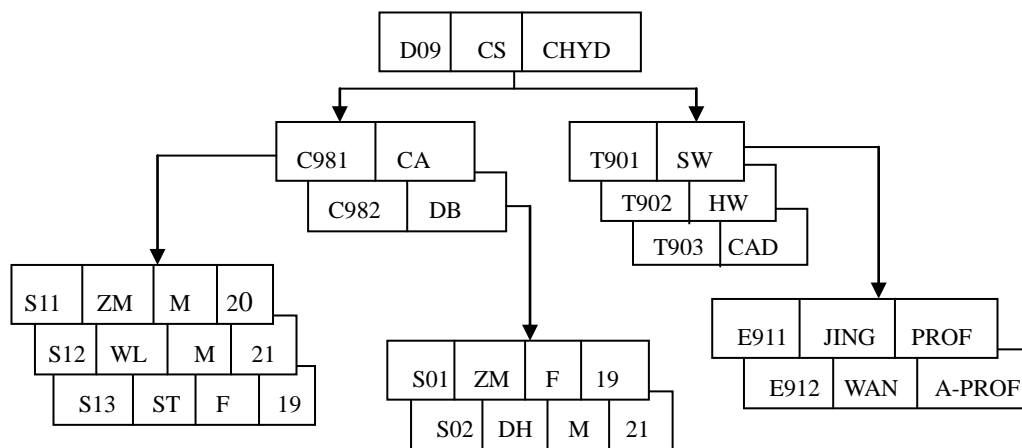 D09 CS CHYD
C981 CA
C982 DB
T901 SW
T902 HW
T903 CAD
S11 ZM M 20
S12 WL M 21
S13 ST F 19
S01 ZM F 19
S02 DH M 21
E911 JING PROF
E912 WAN A-PROF